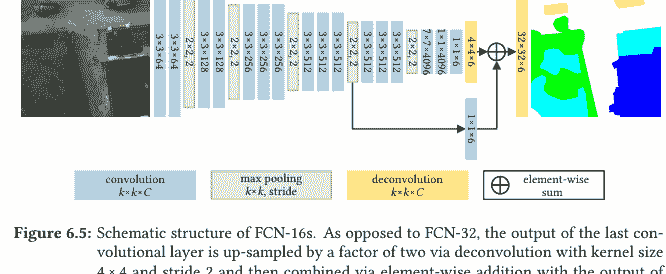 3×3×64
3×3×64
2×2, 2
3×3×128
3×3×128
2×2, 2
3×3×256
3×3×256
3×3×256
2×2, 2
3×3×512
3×3×512
3×3×512
2×2, 2
3×3×512
3×3×512
3×3×512
2×2, 2
7×7×4096
1×1×4096
1×1×6
4×4×6
32×32×6
1×1×6
convolution
k×k×C
max pooling
k×k, stride
deconvolution
k×k×C
element-wise
sum
Figure 6.5: Schematic structure of FCN-16s. As opposed to FCN-32, the output of the last con-
volutional layer is up-sampled by a factor of two via deconvolution with kernel size
4 × 4 and stride 2 and then combined via element-wise addition with the output of